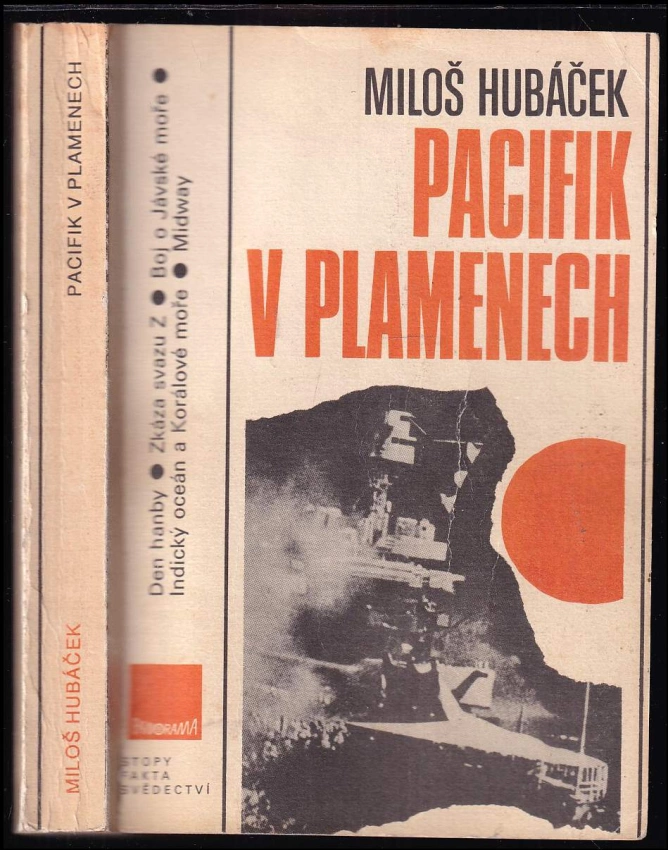 MILOŠ HUBÁČEK
PACIFIK
V PLAMENECH
Den hanby ● Zkáza svazu Z ● Boj o Jávské moře ●
Indický oceán a Korálové moře ● Midway
PANORAMA
STOPY
FAKTA
SVĚDECTVÍ
PACIFIK V PLAMENECH
MILOŠ HUBÁČEK